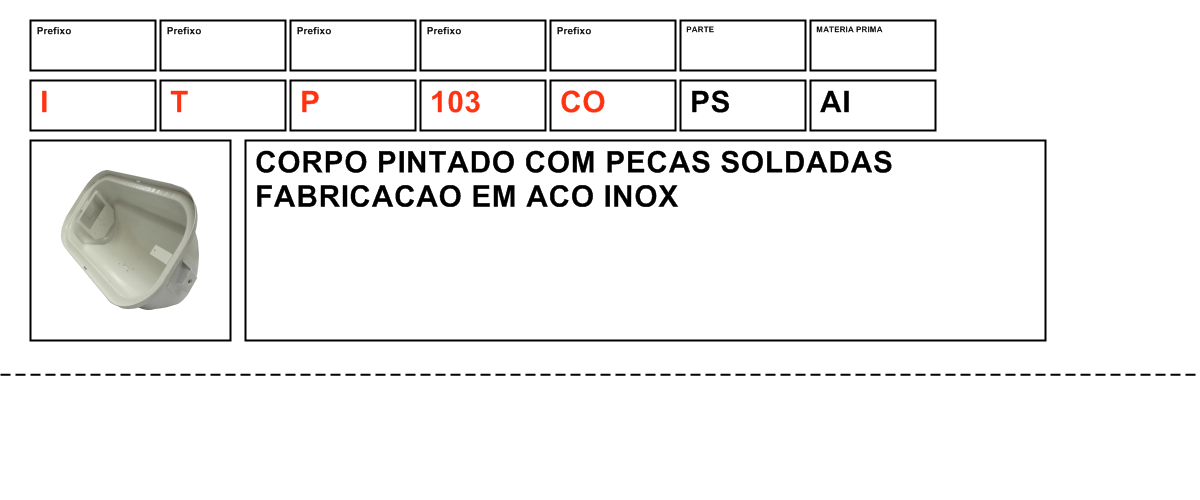 Prefixo Prefixo Prefixo Prefixo Prefixo PARTE MATERIA PRIMA
I T P 103 CO PS AI
CORPO PINTADO COM PECAS SOLDADAS
FABRICACAO EM ACO INOX